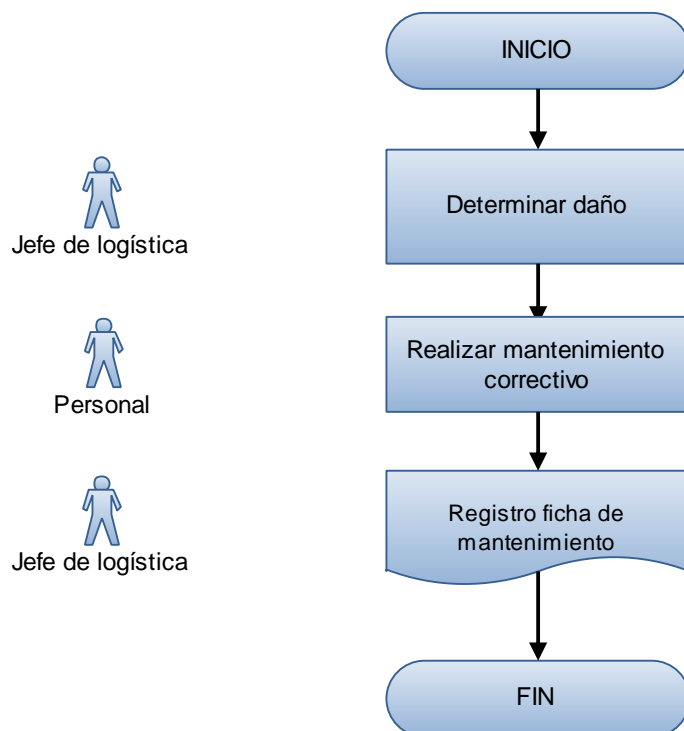 INICIO
Determinar daño
Jefe de logística
Realizar mantenimiento
correctivo
Personal
Registro ficha de
mantenimiento
Jefe de logística
FIN